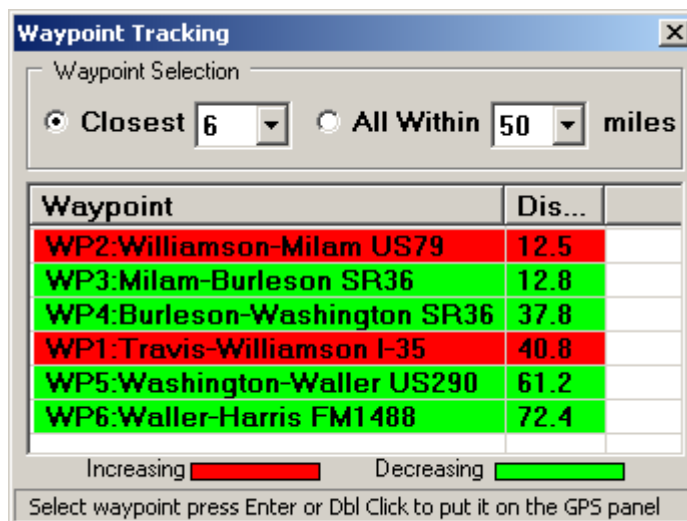 Waypoint Tracking
Waypoint Selection
Closest 6 All Within 50 miles
Waypoint Dis...
WP2:Williamson-Milam US79 12.5
WP3:Milam-Burleson SR36 12.8
WP4:Burleson-Washington SR36 37.8
WP1:Travis-Williamson I-35 40.8
WP5:Washington-Waller US290 61.2
WP6:Waller-Harris FM1488 72.4
Increasing Decreasing
Select waypoint press Enter or Dbl Click to put it on the GPS panel